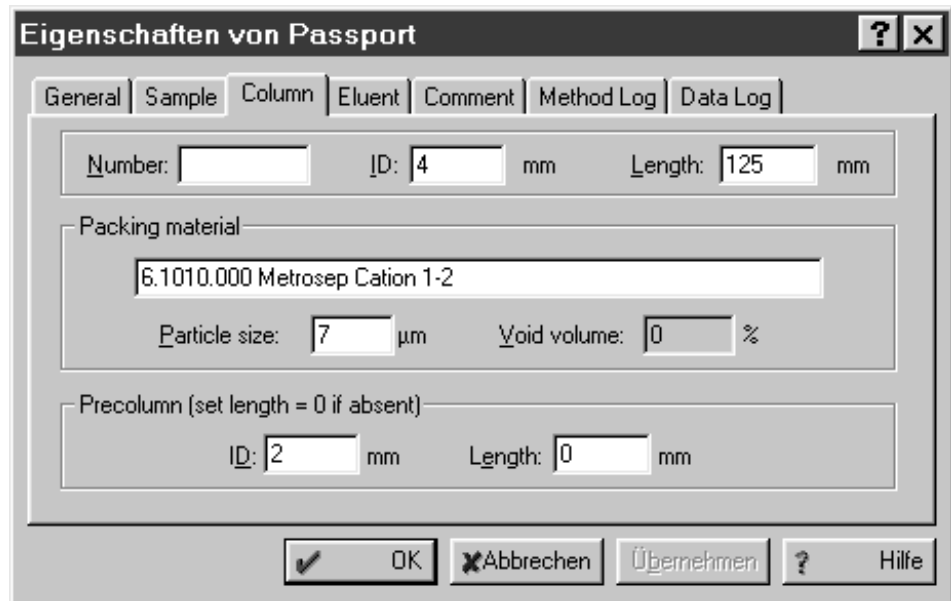 Eigenschaften von Passport
General Sample Column Eluent Comment Method Log Data Log
Number: ID: 4 mm Length: 125 mm
Packing material
6.1010.000 Metrosep Cation 1-2
Particle size: 7 µm Void volume: 0 %
Precolumn (set length = 0 if absent)
ID: 2 mm Length: 0 mm
OK Abbrechen Übernehmen ? Hilfe